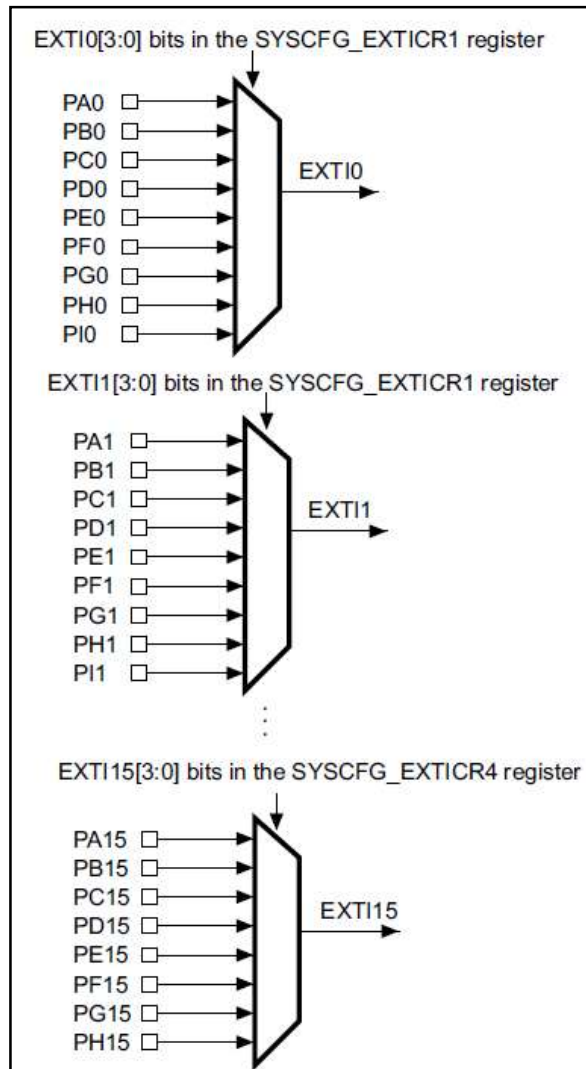 EXTI0[3:0] bits in the SYSCFG_EXTICR1 register
PA0
PB0
PC0
PD0
PE0
PF0
PG0
PH0
PI0
EXTI0
EXTI1[3:0] bits in the SYSCFG_EXTICR1 register
PA1
PB1
PC1
PD1
PE1
PF1
PG1
PH1
PI1
EXTI1
EXTI15[3:0] bits in the SYSCFG_EXTICR4 register
PA15
PB15
PC15
PD15
PE15
PF15
PG15
PH15
EXTI15